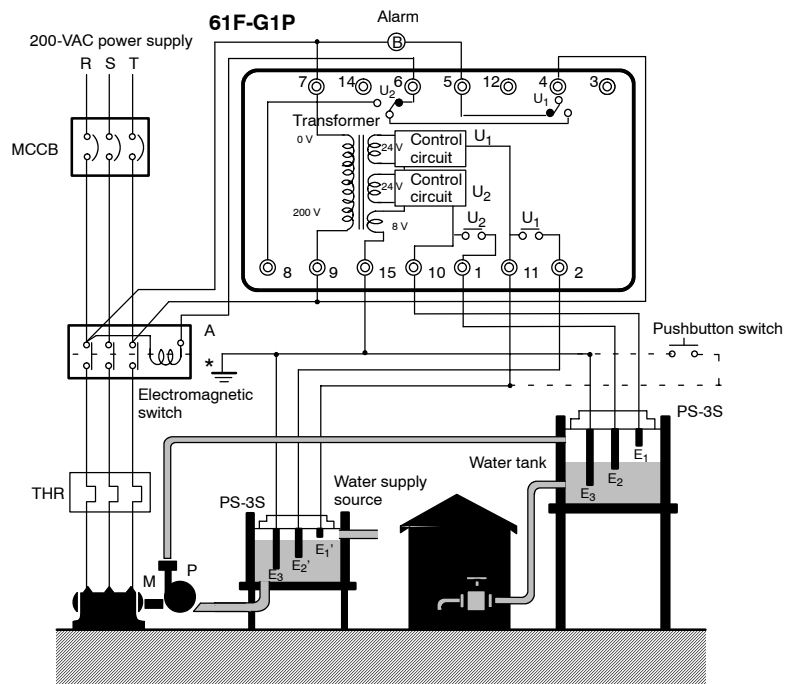 61F-G1P
Alarm
200-VAC power supply
B
R S T
7 14 6 5 12 4 3
U2
U1
Transformer
MCCB
0 V
24 V
Control circuit
U1
24 V
Control circuit
U2
200 V
8 V
U2
U1
8 9 15 10 1 11 2
A
Pushbutton switch
*
Electromagnetic
switch
PS-3S
E1
Water tank
E2
E3
THR
PS-3S
Water supply
source
E1'
E2'
E3
M
P